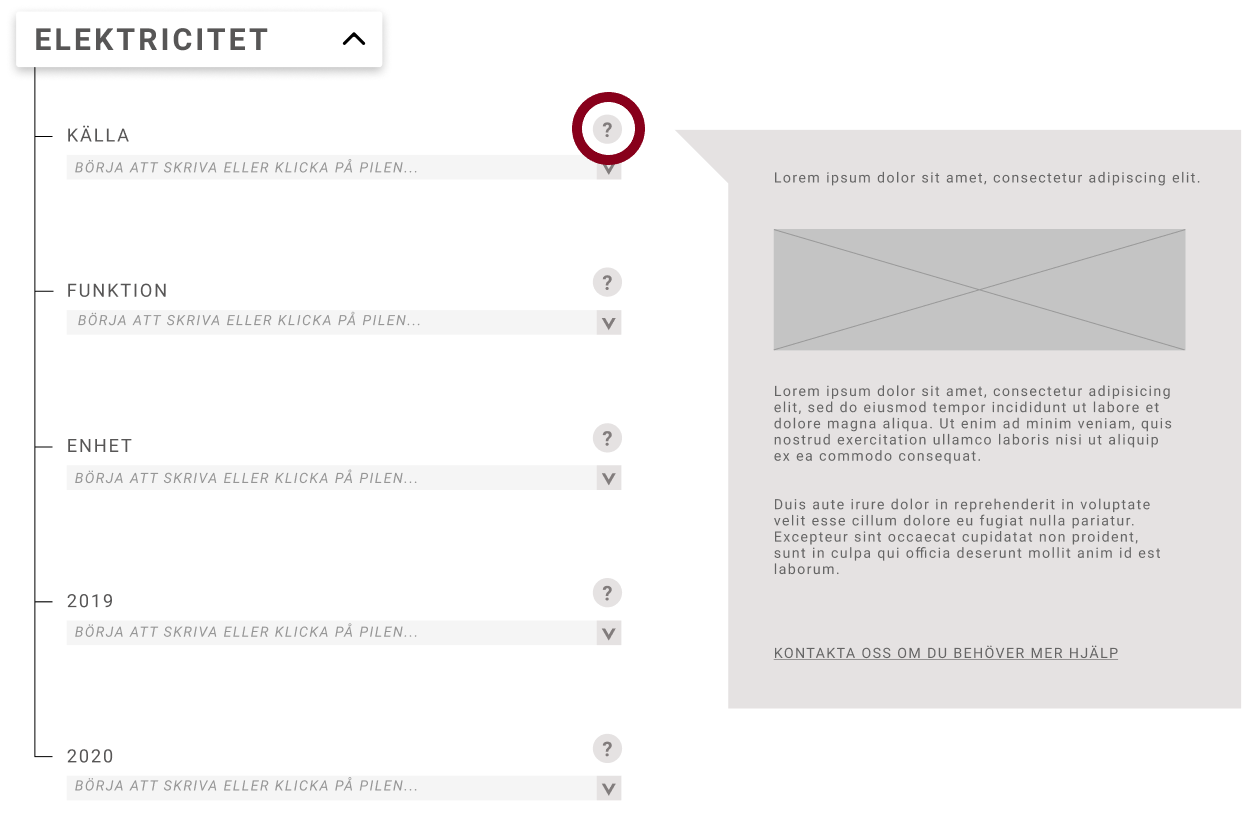 ELEKTRICITET
KÄLLA
?
BÖRJA ATT SKRIVA ELLER KLICKA PÅ PILEN...
FUNKTION
?
BÖRJA ATT SKRIVA ELLER KLICKA PÅ PILEN...
ENHET
?
BÖRJA ATT SKRIVA ELLER KLICKA PÅ PILEN...
2019
?
BÖRJA ATT SKRIVA ELLER KLICKA PÅ PILEN...
2020
?
BÖRJA ATT SKRIVA ELLER KLICKA PÅ PILEN...
Lorem ipsum dolor sit amet, consectetur adipiscing elit.
Lorem ipsum dolor sit amet, consectetur adipisicing
elit, sed do eiusmod tempor incididunt ut labore et
dolore magna aliqua. Ut enim ad minim veniam, quis
nostrud exercitation ullamco laboris nisi ut aliquip
ex ea commodo consequat.
Duis aute irure dolor in reprehenderit in voluptate
velit esse cillum dolore eu fugiat nulla pariatur.
Excepteur sint occaecat cupidatat non proident,
sunt in culpa qui officia deserunt mollit anim id est
laborum.
KONTAKTA OSS OM DU BEHÖVER MER HJÄLP